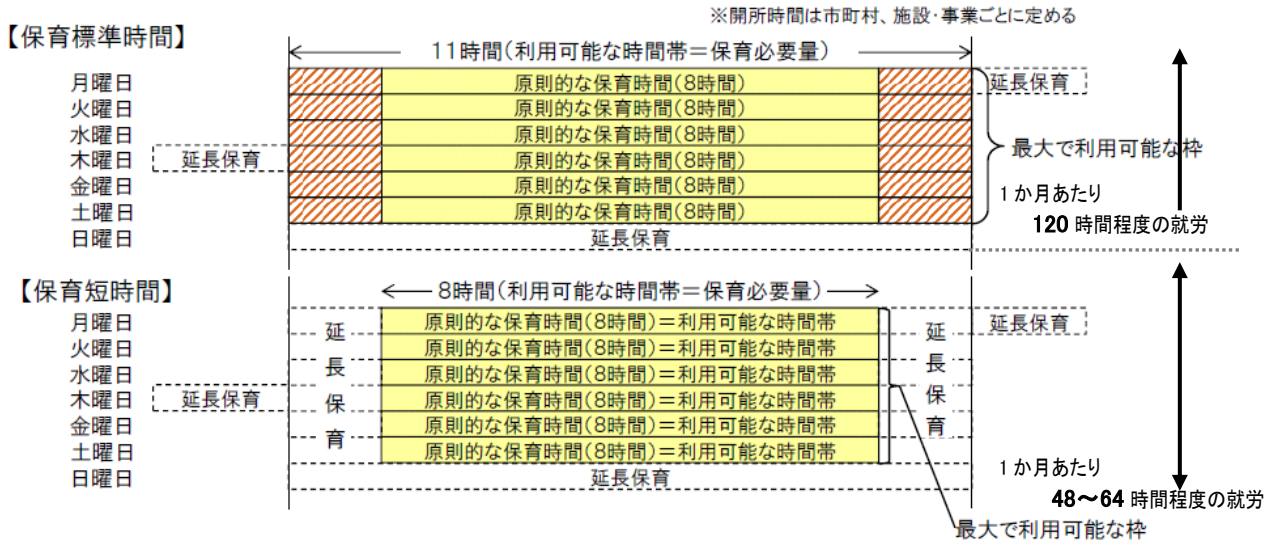 ※開所時間は市町村、施設・事業ごとに定める
【保育標準時間】
11時間(利用可能な時間帯＝保育必要量)
月曜日 原則的な保育時間(8時間) 延長保育
火曜日 原則的な保育時間(8時間)
水曜日 原則的な保育時間(8時間)
木曜日 延長保育 原則的な保育時間(8時間) 最大で利用可能な枠
金曜日 原則的な保育時間(8時間)
1か月あたり
土曜日 原則的な保育時間(8時間)
120 時間程度の就労
日曜日 延長保育
【保育短時間】
8時間(利用可能な時間帯＝保育必要量)
月曜日 原則的な保育時間(8時間)＝利用可能な時間帯 延長保育
火曜日 原則的な保育時間(8時間)＝利用可能な時間帯
水曜日 原則的な保育時間(8時間)＝利用可能な時間帯
木曜日 延長保育 原則的な保育時間(8時間)＝利用可能な時間帯
金曜日 原則的な保育時間(8時間)＝利用可能な時間帯
土曜日 原則的な保育時間(8時間)＝利用可能な時間帯
延長保育
延長保育
日曜日 延長保育
1か月あたり
48～64 時間程度の就労
最大で利用可能な枠